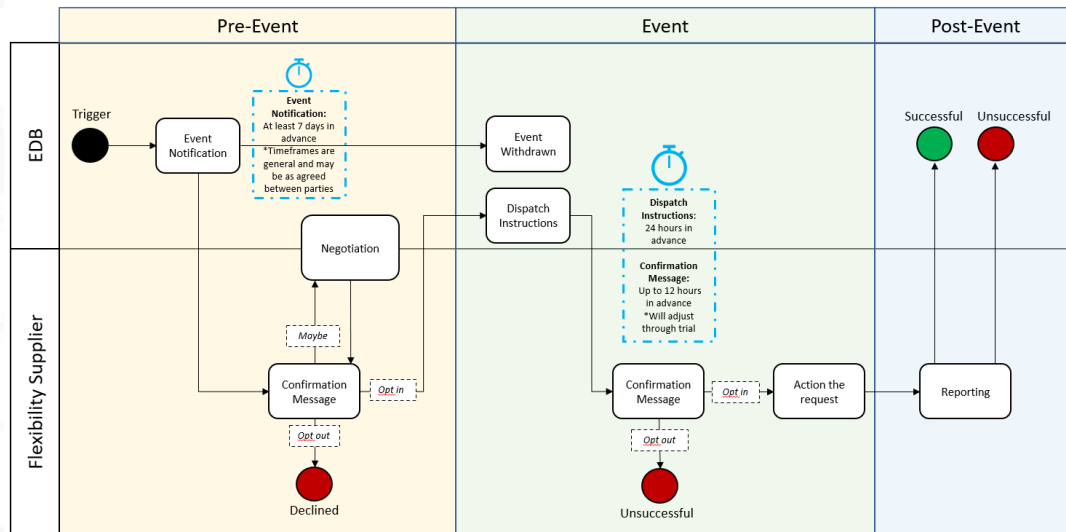 Pre-Event
Event
Post-Event
EDB
Trigger
Event
Notification
Event
Notification:
At least 7 days in
advance
*Timeframes are
general and may
be as agreed
between parties
Event
Withdrawn
Dispatch
Instructions
Dispatch
Instructions:
24 hours in
advance
Confirmation
Message:
Up to 12 hours
in advance
*Will adjust
through trial
Successful
Unsuccessful
Negotiation
Flexibility Supplier
Maybe
Confirmation
Message
Opt in
Opt out
Declined
Confirmation
Message
Opt in
Opt out
Unsuccessful
Action the
request
Reporting